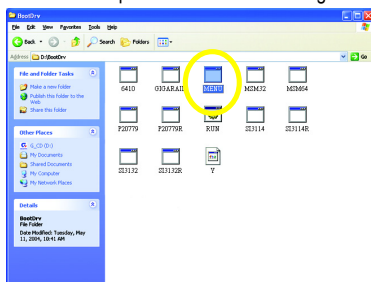 BootDrv
File Edit View Favorites Tools Help
Back Search Folders
Address D:\BootDrv Go
File and Folder Tasks
Make a new folder
Publish this folder to the Web
Share this folder
Other Places
G_CD (D:)
My Documents
Shared Documents
My Computer
My Network Places
Details
BootDrv
File Folder
Date Modified: Tuesday, May 11, 2004, 10:41 AM
6410 GIGARAID MENU MSM32 MSM64
P20779 P20779R RUN SI3114 SI3114R
SI3132 SI3132R Y